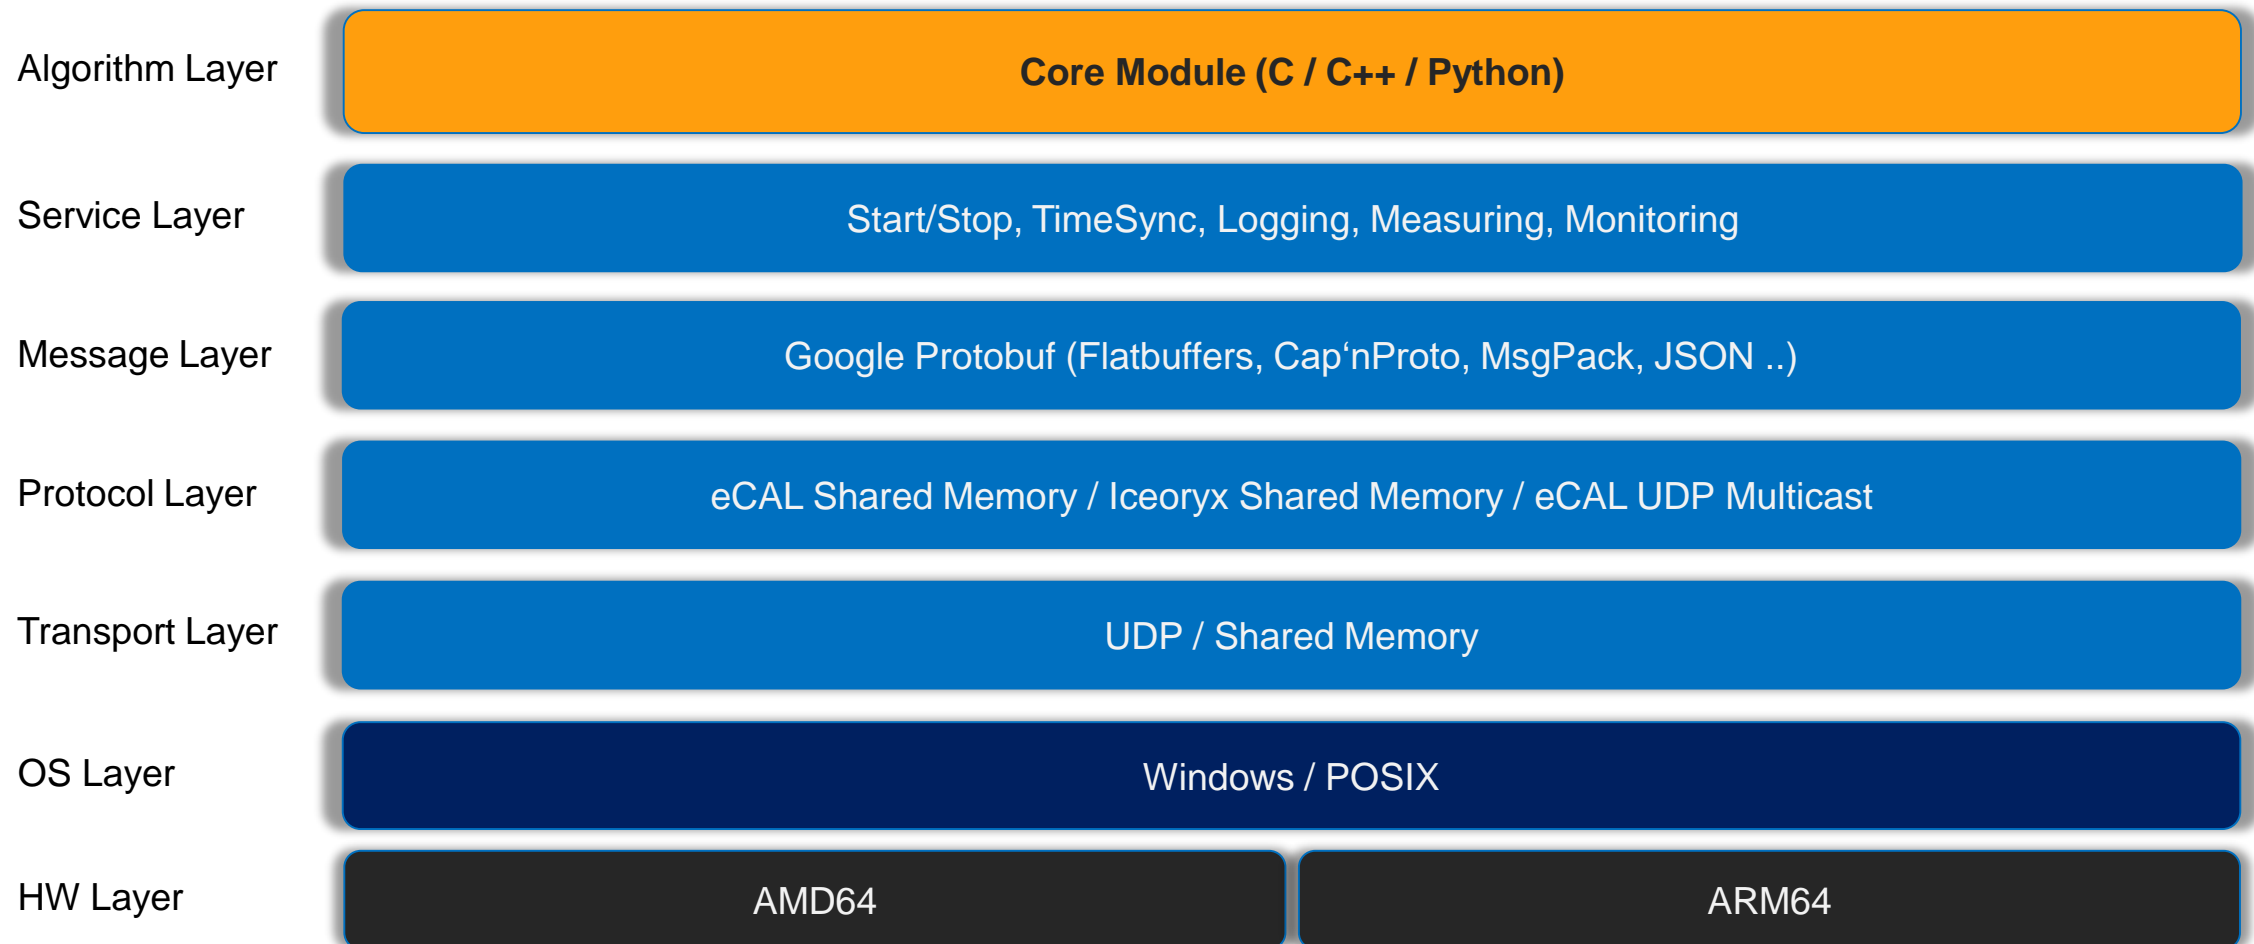 Algorithm Layer
Core Module (C / C++ / Python)
Service Layer
Start/Stop, TimeSync, Logging, Measuring, Monitoring
Message Layer
Google Protobuf (Flatbuffers, Cap‘nProto, MsgPack, JSON ..)
Protocol Layer
eCAL Shared Memory / Iceoryx Shared Memory / eCAL UDP Multicast
Transport Layer
UDP / Shared Memory
OS Layer
Windows / POSIX
HW Layer
AMD64
ARM64